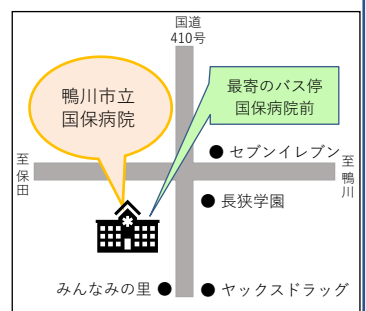 国道
410号
鴨川市立
国保病院
最寄のバス停
国保病院前
セブンイレブン
至保田
至鴨川
長狭学園
みんなみの里
ヤックスドラッグ